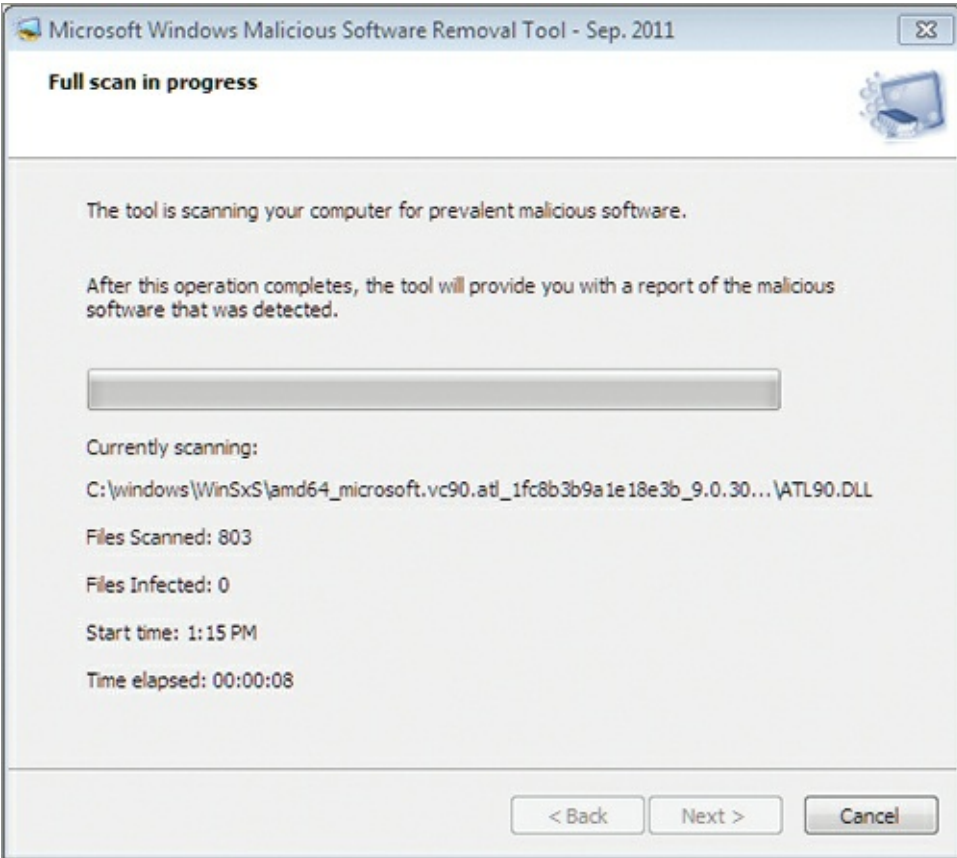 Microsoft Windows Malicious Software Removal Tool - Sep. 2011
Full scan in progress
The tool is scanning your computer for prevalent malicious software.
After this operation completes, the tool will provide you with a report of the malicious
software that was detected.
Currently scanning:
C:\windows\WinSxS\amd64_microsoft.vc90.atl_1fc8b3b9a1e18e3b_9.0.30...\ATL90.DLL
Files Scanned: 803
Files Infected: 0
Start time: 1:15 PM
Time elapsed: 00:00:08
< Back
Next >
Cancel